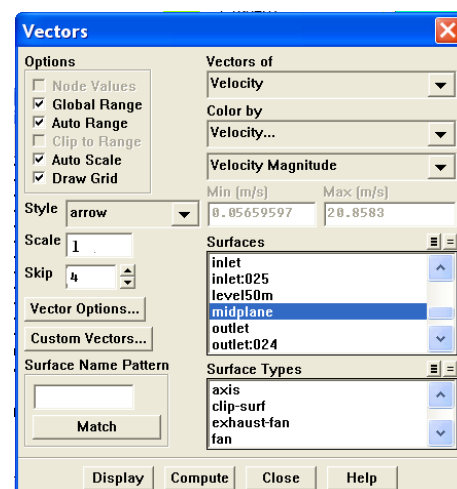 Vectors
Options
Node Values
Global Range
Auto Range
Clip to Range
Auto Scale
Draw Grid
Style arrow
Scale 1
Skip 4
Vector Options...
Custom Vectors...
Surface Name Pattern
Match
Vectors of
Velocity
Color by
Velocity...
Velocity Magnitude
Min (m/s) Max (m/s)
0.05659597 20.8583
Surfaces
inlet
inlet:025
level50m
midplane
outlet
outlet:024
Surface Types
axis
clip-surf
exhaust-fan
fan
Display Compute Close Help